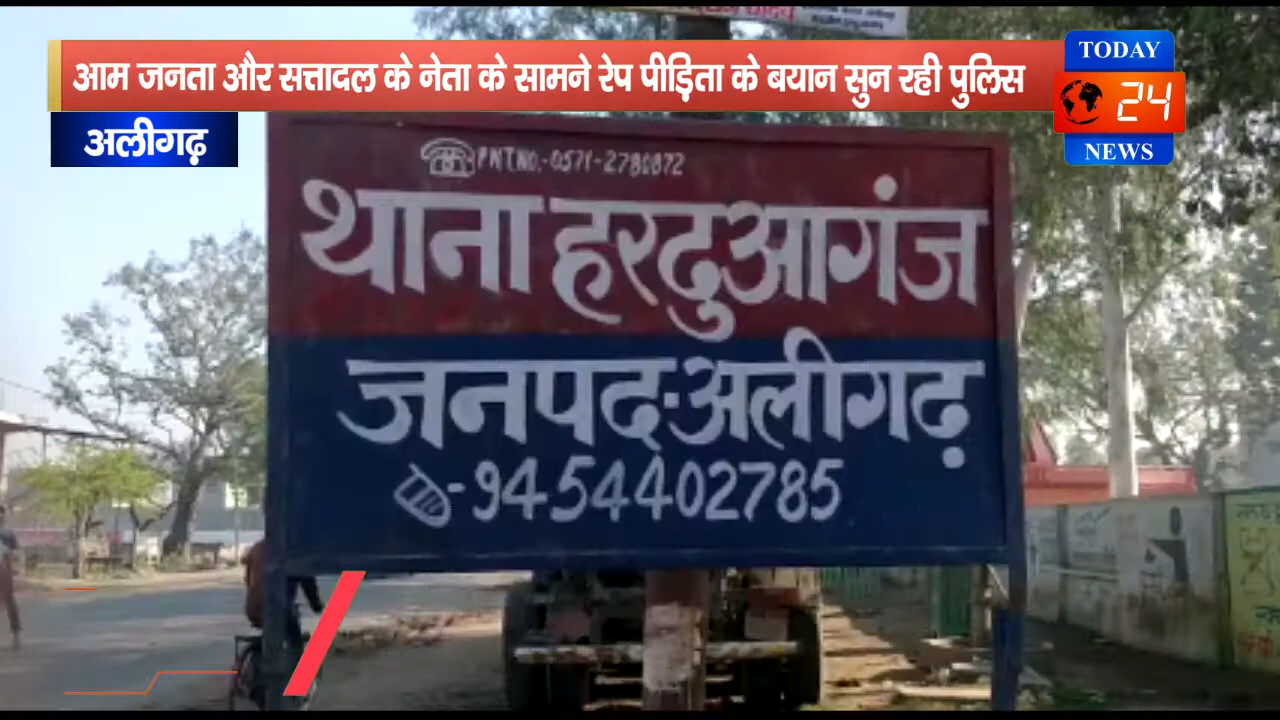 आम जनता और सत्तादल के नेता के सामने रेप पीड़िता के बयान सुन रही पुलिस
TODAY
24
NEWS
अलीगढ़
PNT NO.-0571-2780872
थाना हरदुआगंज
जनपद-अलीगढ़
-9454402785